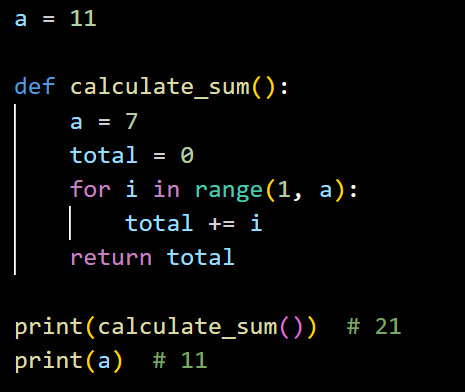 a = 11
def calculate_sum():
    a = 7
    total = 0
    for i in range(1, a):
        total += i
    return total
print(calculate_sum())  # 21
print(a)  # 11